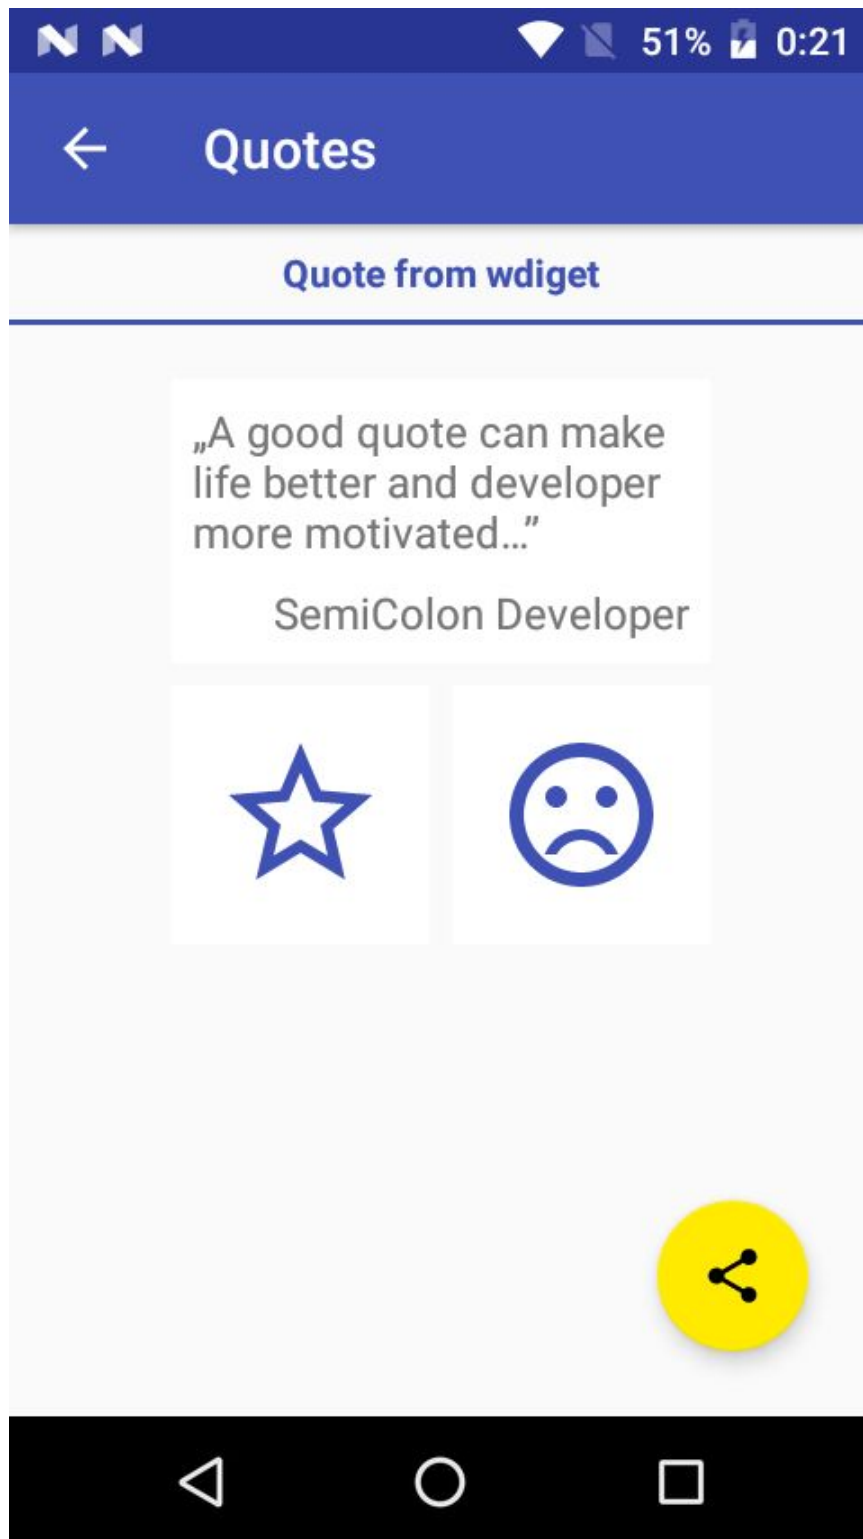 51% 0:21
Quotes
Quote from wdiget
„A good quote can make
life better and developer
more motivated…”
SemiColon Developer